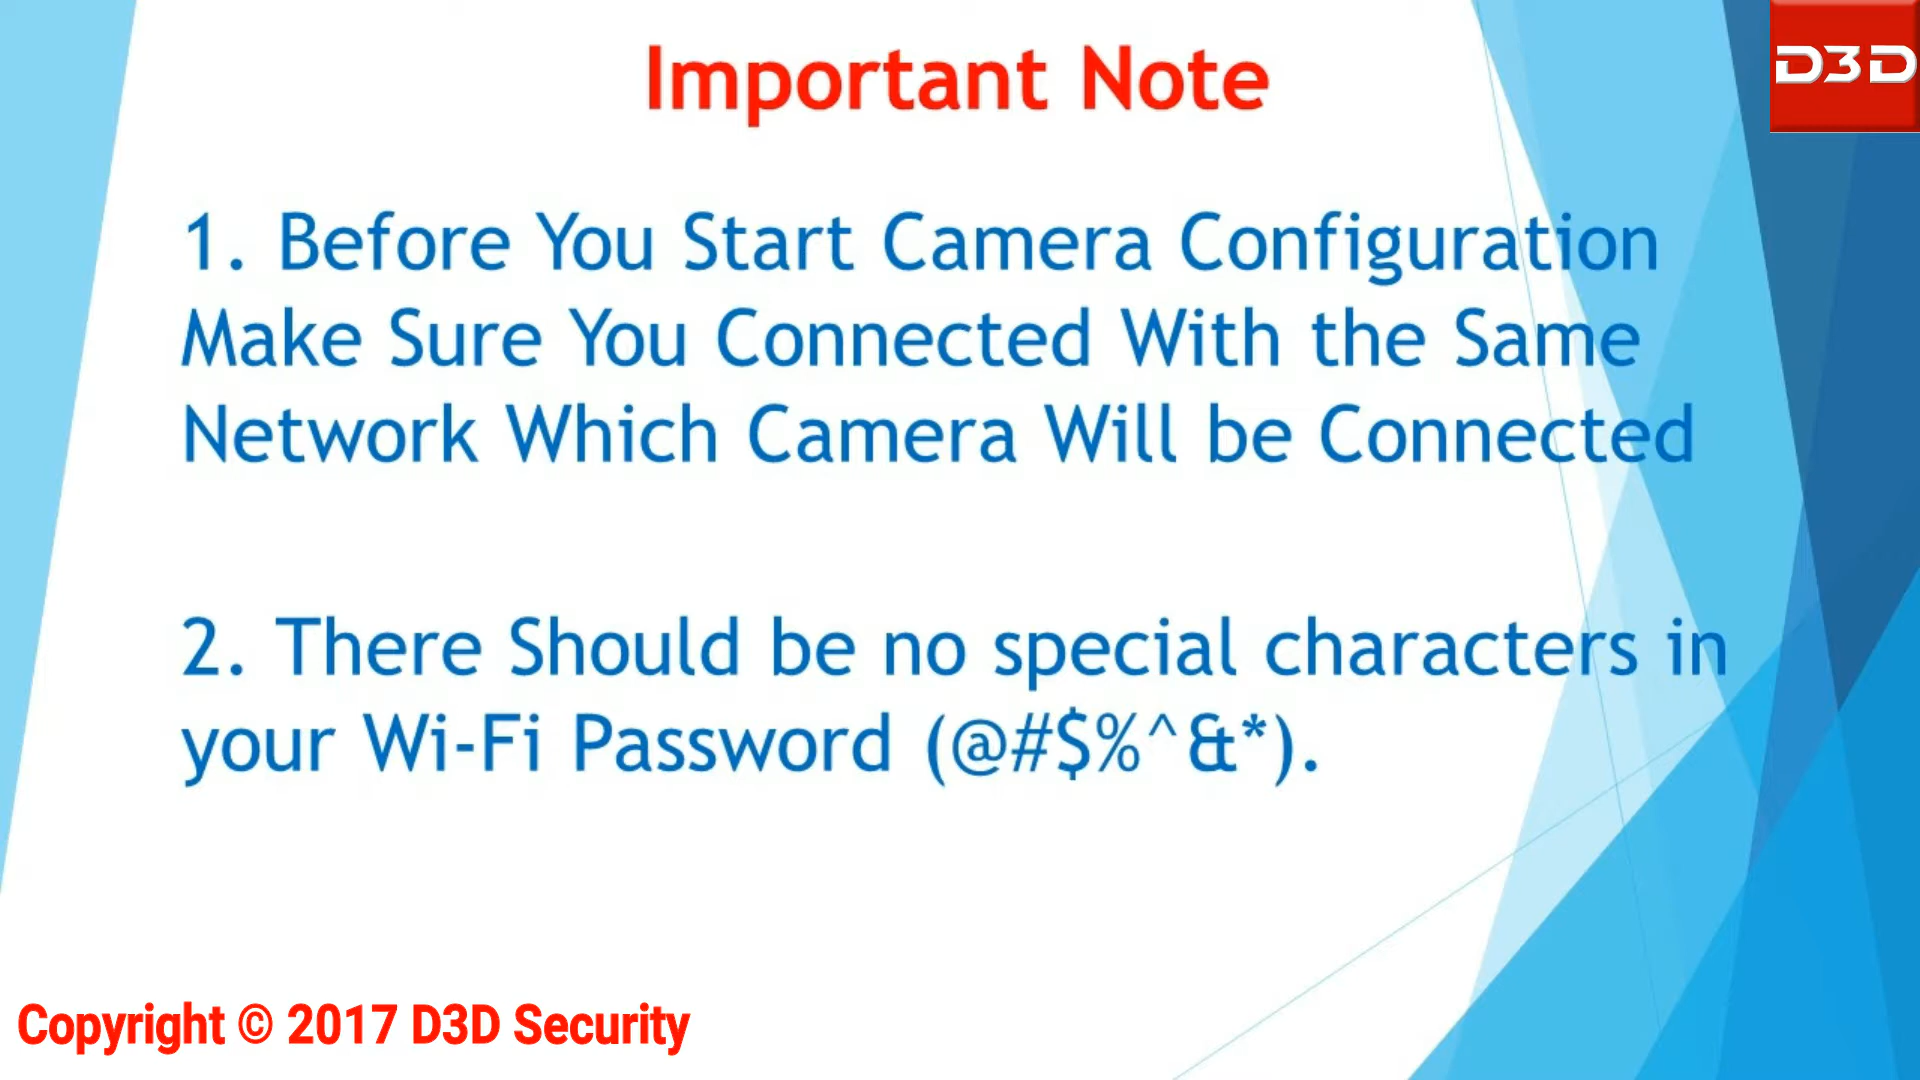 Important Note
D3D
1. Before You Start Camera Configuration
Make Sure You Connected With the Same
Network Which Camera Will be Connected
2. There Should be no special characters in
your Wi-Fi Password (@#$%^&*).
Copyright © 2017 D3D Security